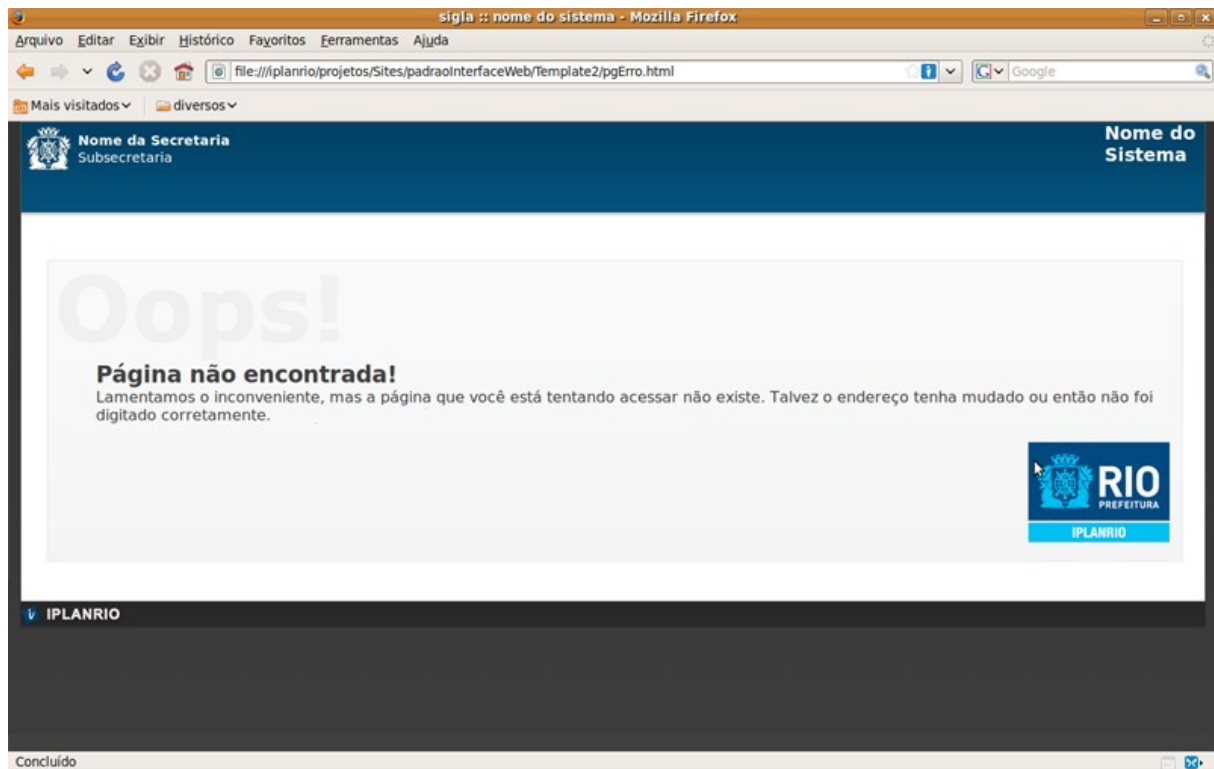 sigla :: nome do sistema - Mozilla Firefox
Arquivo Editar Exibir Histórico Favoritos Ferramentas Ajuda
file:///iplanrio/projetos/Sites/padraoInterfaceWeb/Template2/pgErro.html
Google
Mais visitados diversos
Nome da Secretaria
Subsecretaria
Nome do
Sistema
Oops!
Página não encontrada!
Lamentamos o inconveniente, mas a página que você está tentando acessar não existe. Talvez o endereço tenha mudado ou então não foi
digitado corretamente.
RIO
PREFEITURA
IPLANRIO
IPLANRIO
Concluído